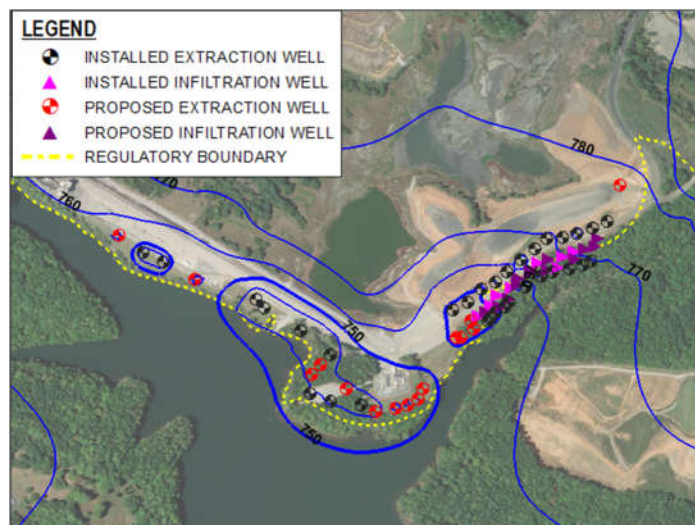 LEGEND
INSTALLED EXTRACTION WELL
INSTALLED INFILTRATION WELL
PROPOSED EXTRACTION WELL
PROPOSED INFILTRATION WELL
REGULATORY BOUNDARY
780
770
760
770
750
750